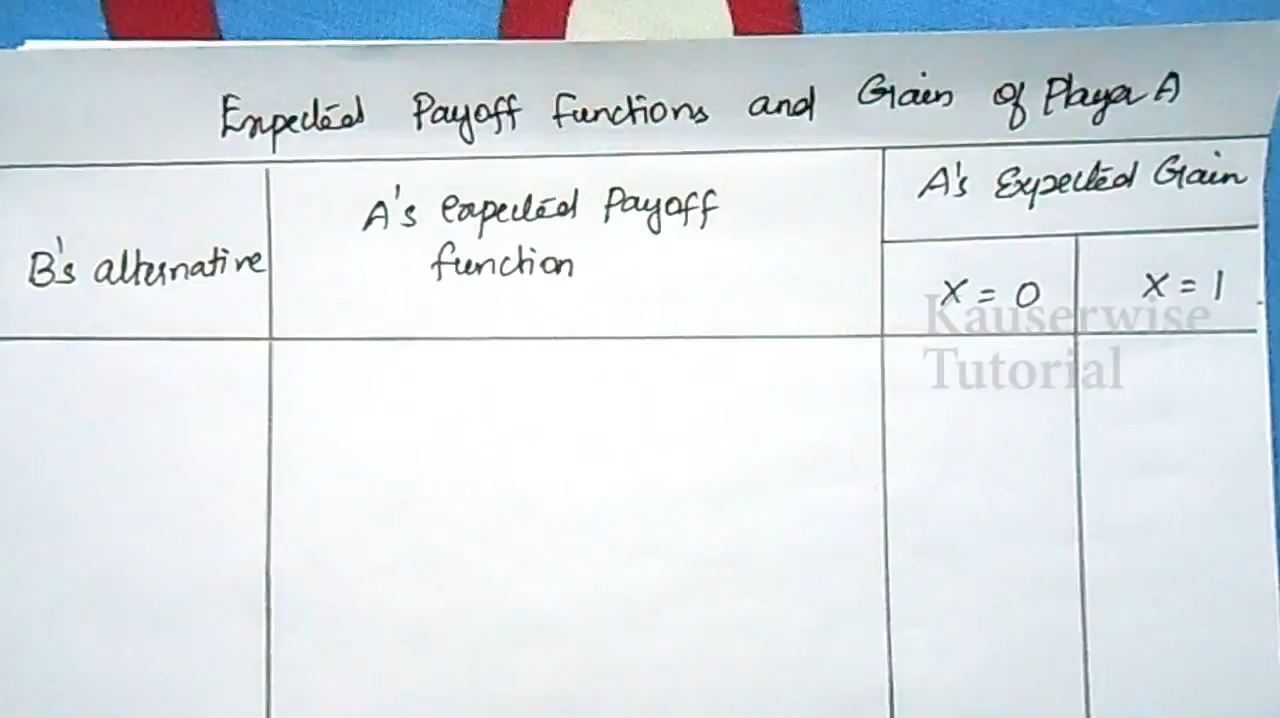 Expected Payoff functions and Gain of Player A
B's alternative
A's expected Payoff
function
A's Expected Gain
X = 0
X = 1
Kauserwise
Tutorial